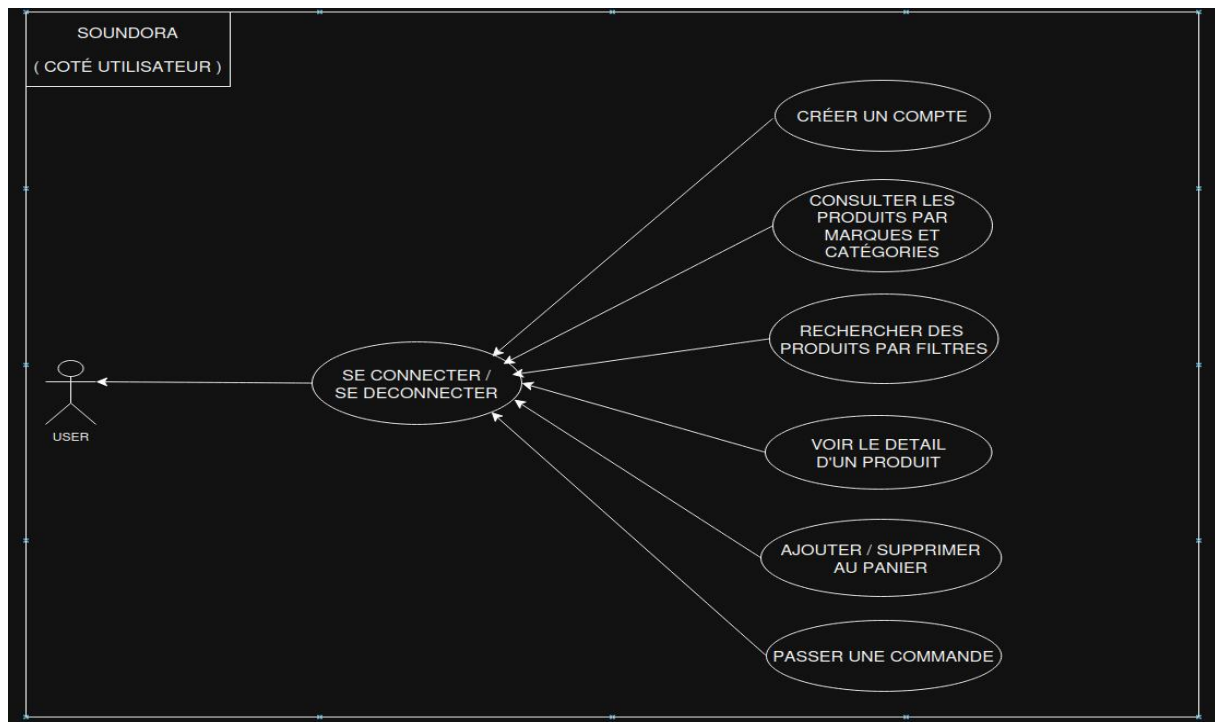 SOUNDORA
( COTÉ UTILISATEUR )
CRÉER UN COMPTE
CONSULTER LES
PRODUITS PAR
MARQUES ET
CATÉGORIES
RECHERCHER DES
PRODUITS PAR FILTRES
SE CONNECTER /
SE DECONNECTER
USER
VOIR LE DETAIL
D'UN PRODUIT
AJOUTER / SUPPRIMER
AU PANIER
PASSER UNE COMMANDE